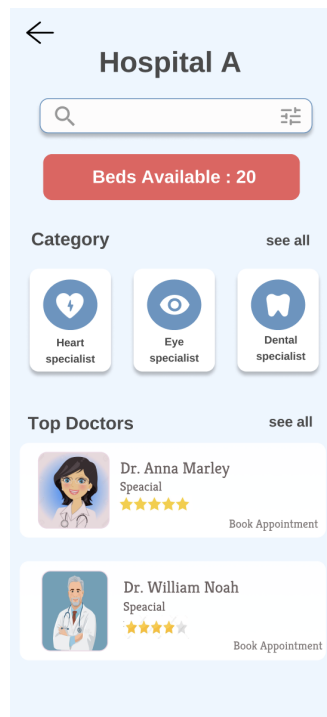 Hospital A
Beds Available : 20
Category see all
Heart specialist
Eye specialist
Dental specialist
Top Doctors see all
Dr. Anna Marley
Speacial
Book Appointment
Dr. William Noah
Speacial
Book Appointment